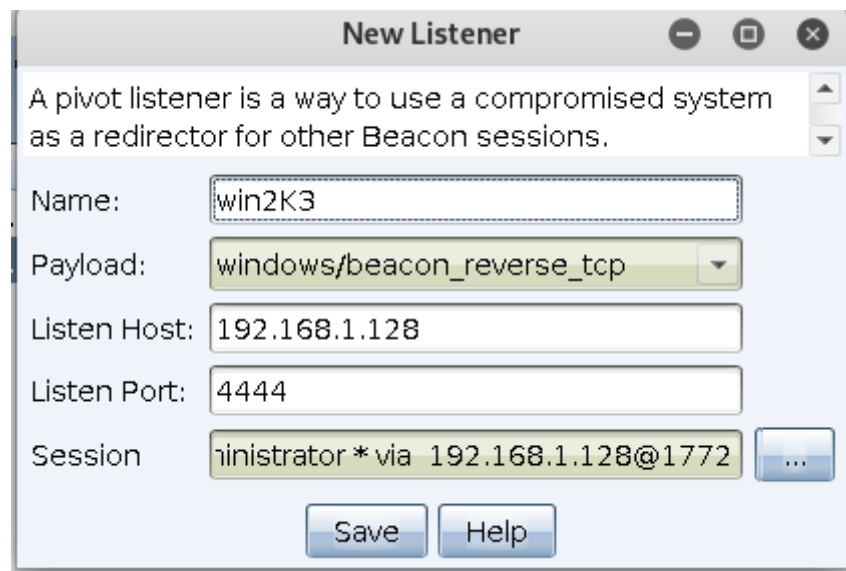 New Listener
A pivot listener is a way to use a compromised system
as a redirector for other Beacon sessions.
Name: win2K3
Payload: windows/beacon_reverse_tcp
Listen Host: 192.168.1.128
Listen Port: 4444
Session ninistrator * via 192.168.1.128@1772 ...
Save Help